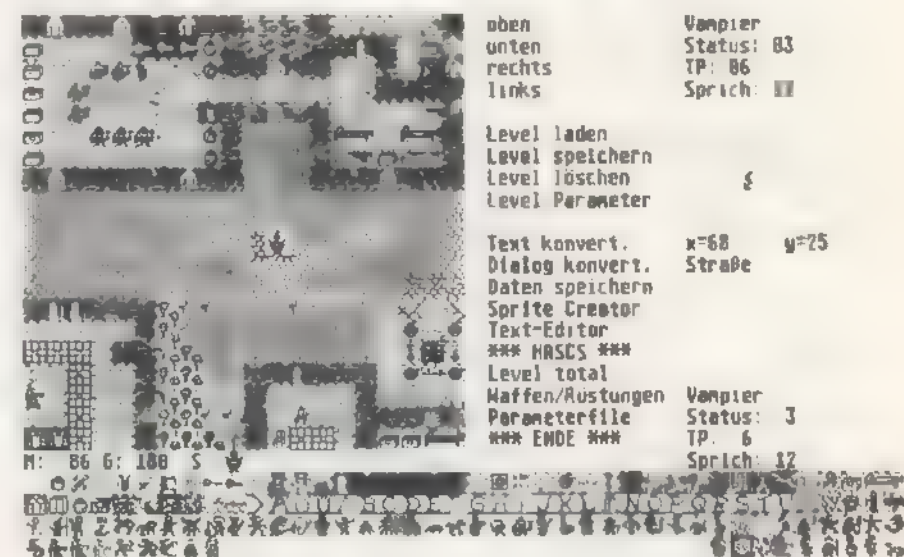 oben
unten
rechts
links
Vampier
Status: 83
TP: 86
Sprich:
Level laden
Level speichern
Level löschen
Level Parameter
Text konvert.
Dialog konvert.
Daten speichern
Sprite Creator
Text-Editor
*** HASCS ***
Level total
Waffen/Rüstungen
Parameterfile
*** ENDE ***
x=68 y=25
Straße
Vampier
Status: 3
TP: 6
Sprich: 12
M: 86 G: 188 S